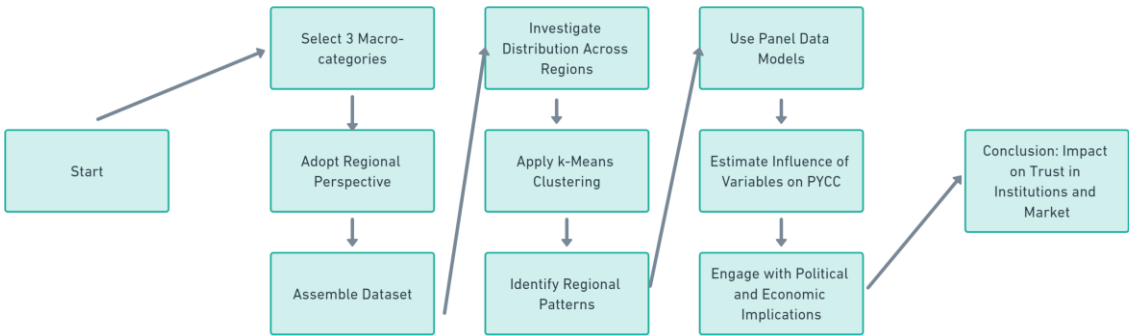 Start
Select 3 Macro-
categories
Adopt Regional
Perspective
Assemble Dataset
Investigate
Distribution Across
Regions
Apply k-Means
Clustering
Identify Regional
Patterns
Use Panel Data
Models
Estimate Influence of
Variables on PYCC
Engage with Political
and Economic
Implications
Conclusion: Impact
on Trust in
Institutions and
Market